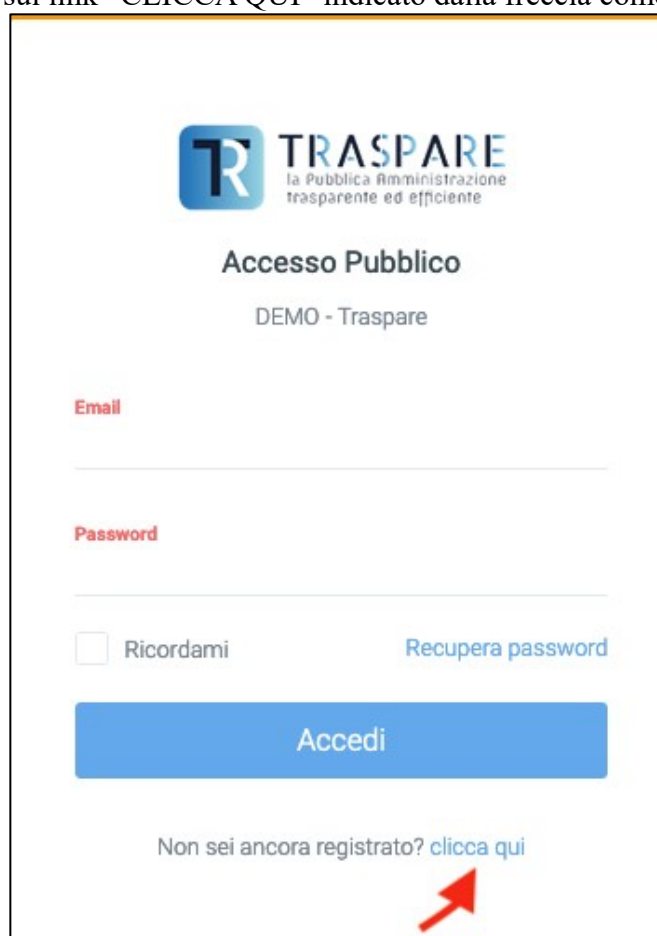 sul link "CLICCA QUI" indicato dalla freccia come
TRASPARE
la Pubblica Amministrazione
trasparente ed efficiente
Accesso Pubblico
DEMO - Traspare
Email
Password
Ricordami
Recupera password
Accedi
Non sei ancora registrato? clicca qui